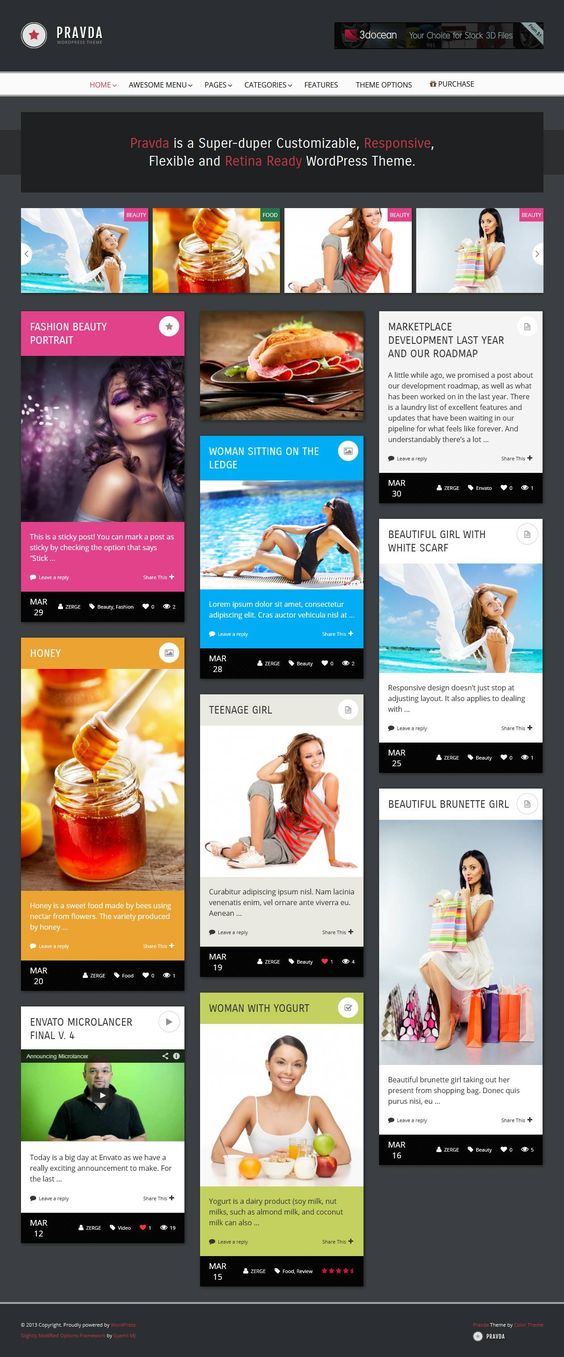 PRAVDA
WORDPRESS THEME
3docean Your Choice for Stock 3D Files
HOME
AWESOME MENU
PAGES
CATEGORIES
FEATURES
THEME OPTIONS
PURCHASE
Pravda is a Super-duper Customizable, Responsive,
Flexible and Retina Ready WordPress Theme.
BEAUTY
FOOD
BEAUTY
BEAUTY
FASHION BEAUTY
PORTRAIT
This is a sticky post! You can mark a post as
sticky by checking the option that says
"Stick ...
Leave a reply
Share This
MAR
29
ZERGE
Beauty, Fashion
0
2
HONEY
Honey is a sweet food made by bees using
nectar from flowers. The variety produced
by honey ...
Leave a reply
Share This
MAR
20
ZERGE
Food
0
1
ENVATO MICROLANCER
FINAL V. 4
Announcing Microlancer
Today is a big day at Envato as we have a
really exciting announcement to make. For
the last ...
Leave a reply
Share This
MAR
12
ZERGE
Video
1
19
WOMAN SITTING ON THE
LEDGE
Lorem ipsum dolor sit amet, consectetur
adipiscing elit. Cras auctor vehicula nisl at ...
Leave a reply
Share This
MAR
28
ZERGE
Beauty
0
2
TEENAGE GIRL
Curabitur adipiscing ipsum nisl. Nam lacinia
venenatis enim, vel ornare ante viverra eu.
Aenean ...
Leave a reply
Share This
MAR
19
ZERGE
Beauty
1
4
WOMAN WITH YOGURT
Yogurt is a dairy product (soy milk, nut
milks, such as almond milk, and coconut
milk can also ...
Leave a reply
Share This
MAR
15
ZERGE
Food, Review
MARKETPLACE
DEVELOPMENT LAST YEAR
AND OUR ROADMAP
A little while ago, we promised a post about
our development roadmap, as well as what
has been worked on in the last year. There
is a laundry list of excellent features and
updates that have been waiting in our
pipeline for what feels like forever. And
understandably there's a lot ...
Leave a reply
Share This
MAR
30
ZERGE
Envato
0
1
BEAUTIFUL GIRL WITH
WHITE SCARF
Responsive design doesn't just stop at
adjusting layout. It also applies to dealing
with ...
Leave a reply
Share This
MAR
25
ZERGE
Beauty
0
1
BEAUTIFUL BRUNETTE GIRL
Beautiful brunette girl taking out her
present from shopping bag. Donec quis
purus nisi, eu ...
Leave a reply
Share This
MAR
16
ZERGE
Beauty
0
5
© 2013 Copyright. Proudly powered by WordPress
Slightly Modified Options Framework by
Pravda Theme by Color Theme
PRAVDA